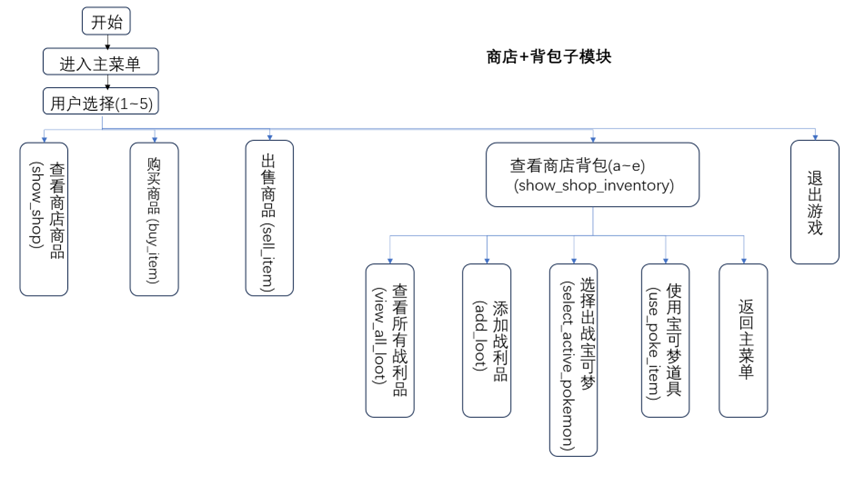 开始
商店+背包子模块
进入主菜单
用户选择(1~5)
查看商店商品
(show_shop)
购买商品 (buy_item)
出售商品 (sell_item)
查看商店背包(a~e)
(show_shop_inventory)
退出游戏
查看所有战利品
(view_all_loot)
添加战利品
(add_loot)
选择出战宝可梦
(select_active_pokemon)
使用宝可梦道具
(use_poke_item)
返回主菜单